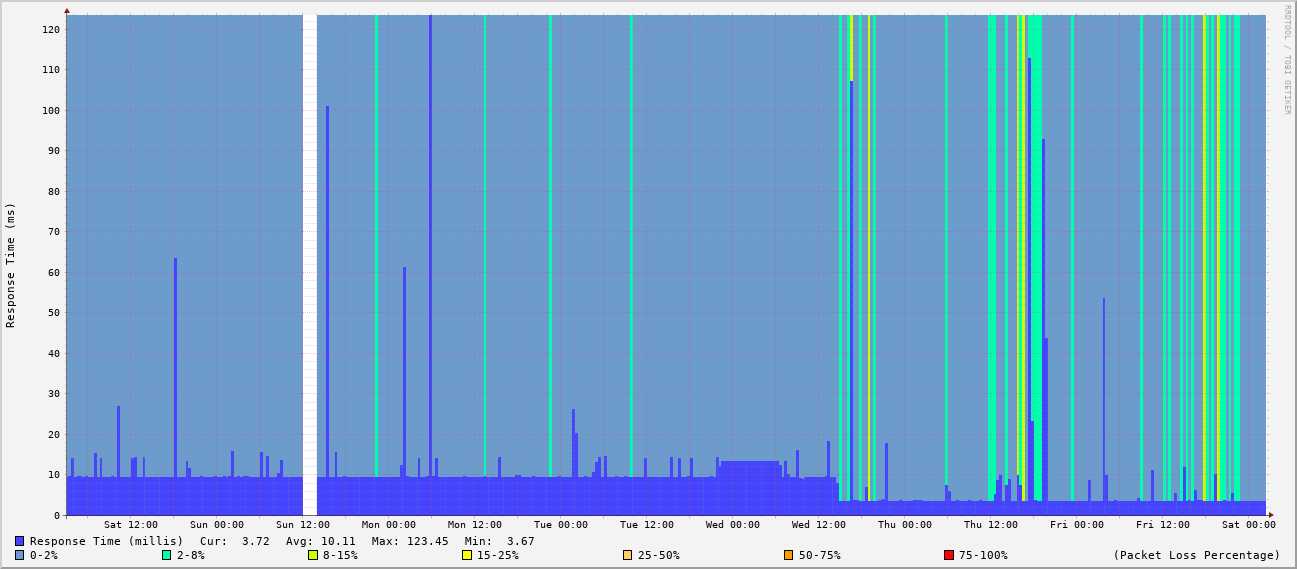 RRDTOOL / TOBI OETIKER
Response Time (ms)
120
110
100
90
80
70
60
50
40
30
20
10
0
Sat 12:00 Sun 00:00 Sun 12:00 Mon 00:00 Mon 12:00 Tue 00:00 Tue 12:00 Wed 00:00 Wed 12:00 Thu 00:00 Thu 12:00 Fri 00:00 Fri 12:00 Sat 00:00
Response Time (millis) Cur: 3.72 Avg: 10.11 Max: 123.45 Min: 3.67
0-2% 2-8% 8-15% 15-25% 25-50% 50-75% 75-100% (Packet Loss Percentage)